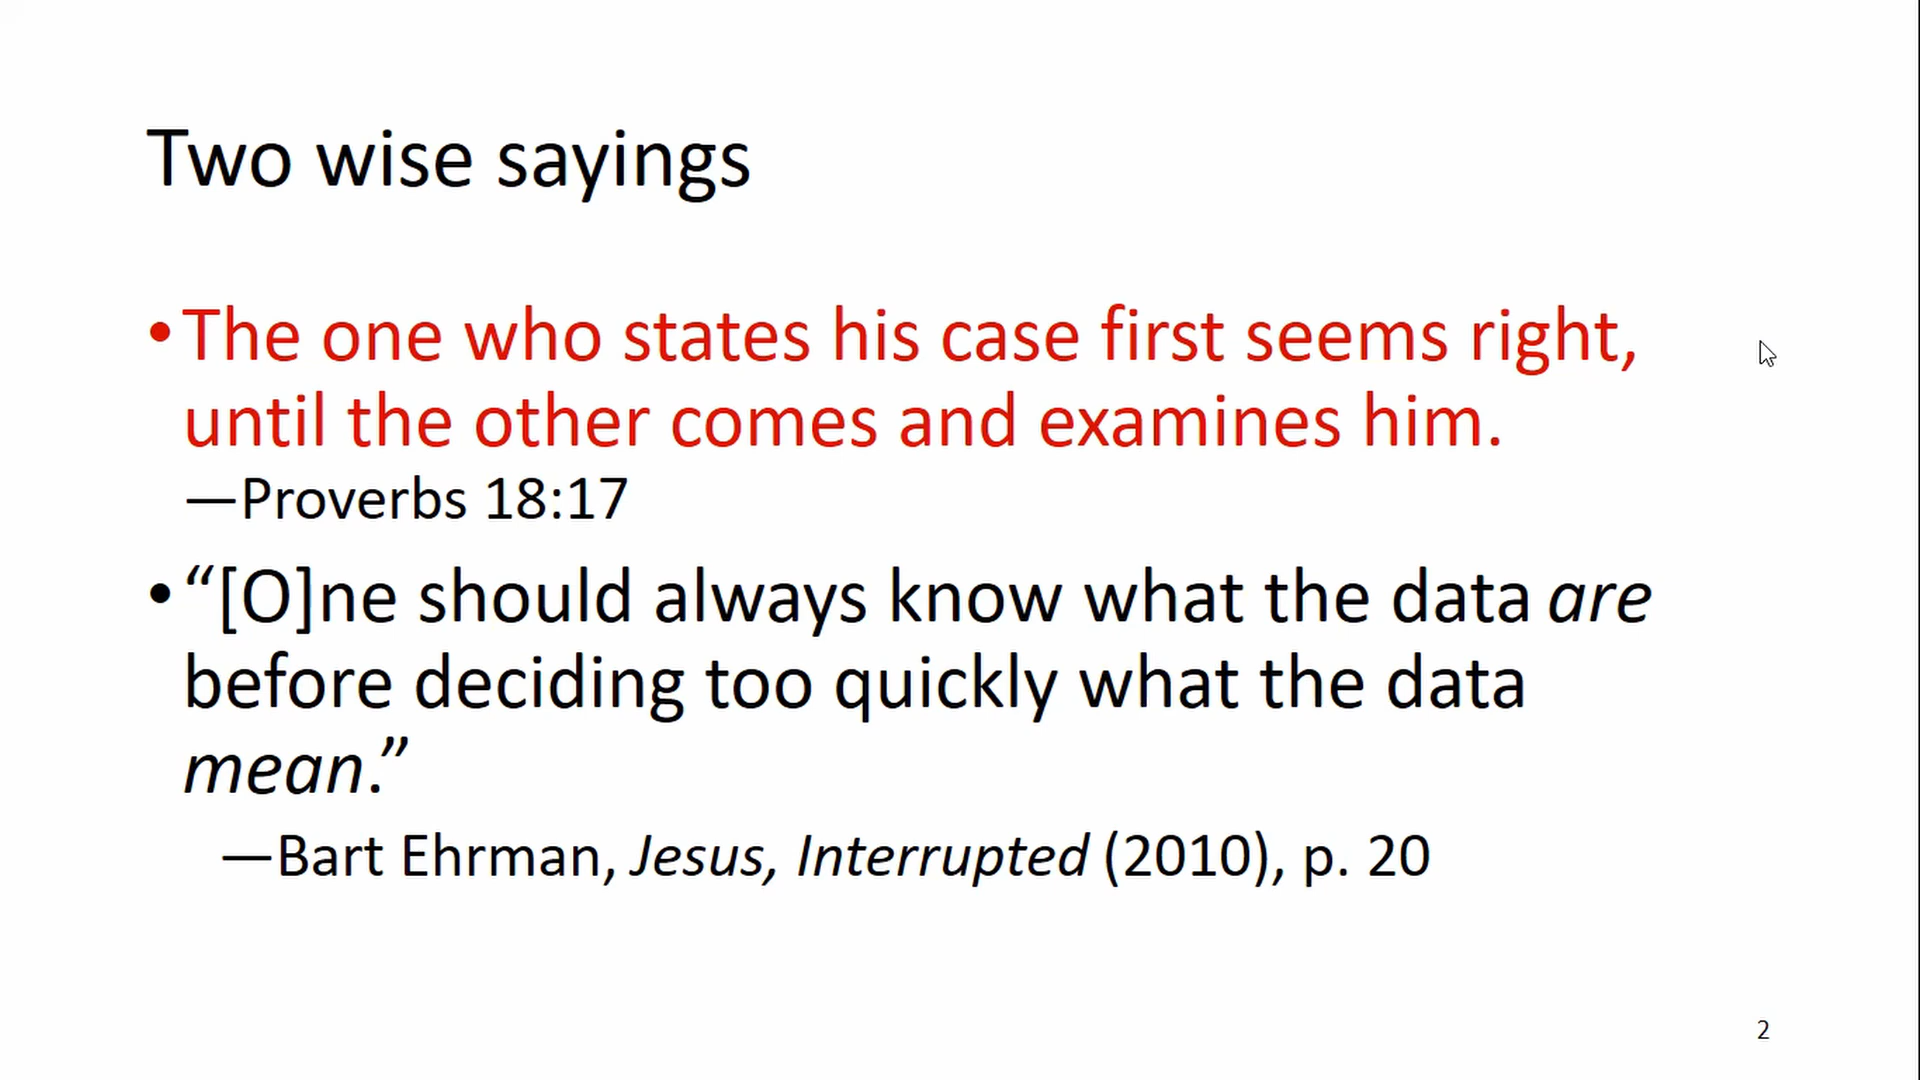 Two wise sayings
•The one who states his case first seems right,
until the other comes and examines him.
—Proverbs 18:17
•“[O]ne should always know what the data are
before deciding too quickly what the data
mean.”
—Bart Ehrman, Jesus, Interrupted (2010), p. 20
2